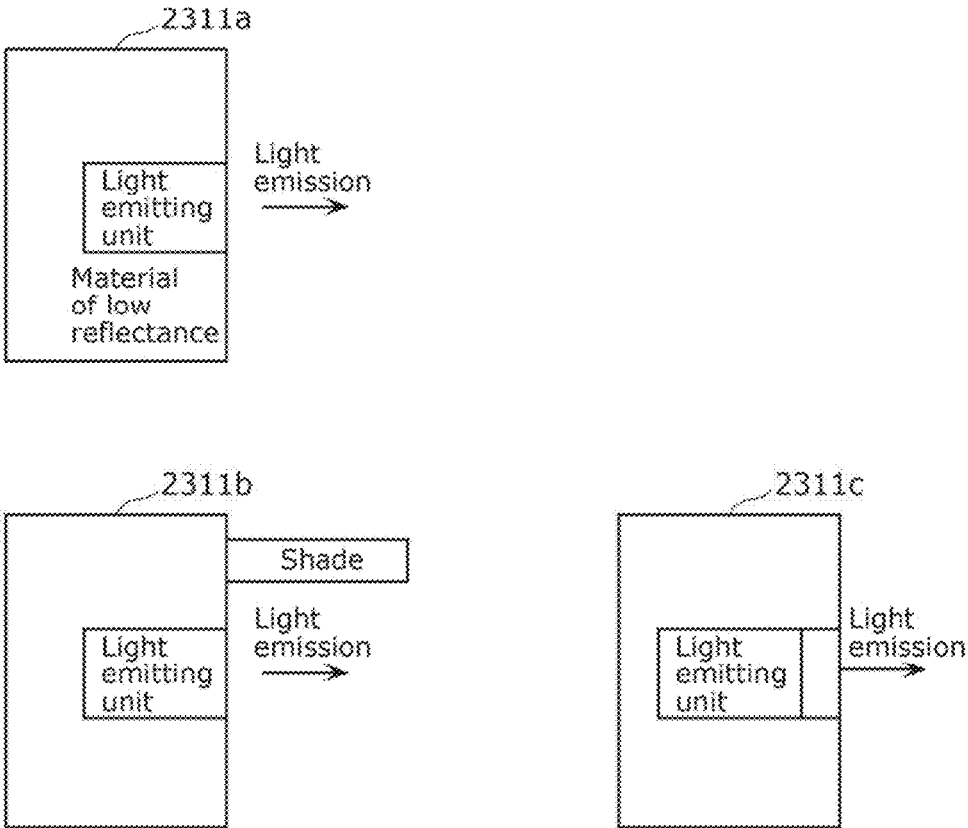 2311a
Light
emission
Light
emitting
unit
Material
of low
reflectance
2311b
Shade
Light
emission
Light
emitting
unit
2311c
Light
emission
Light
emitting
unit